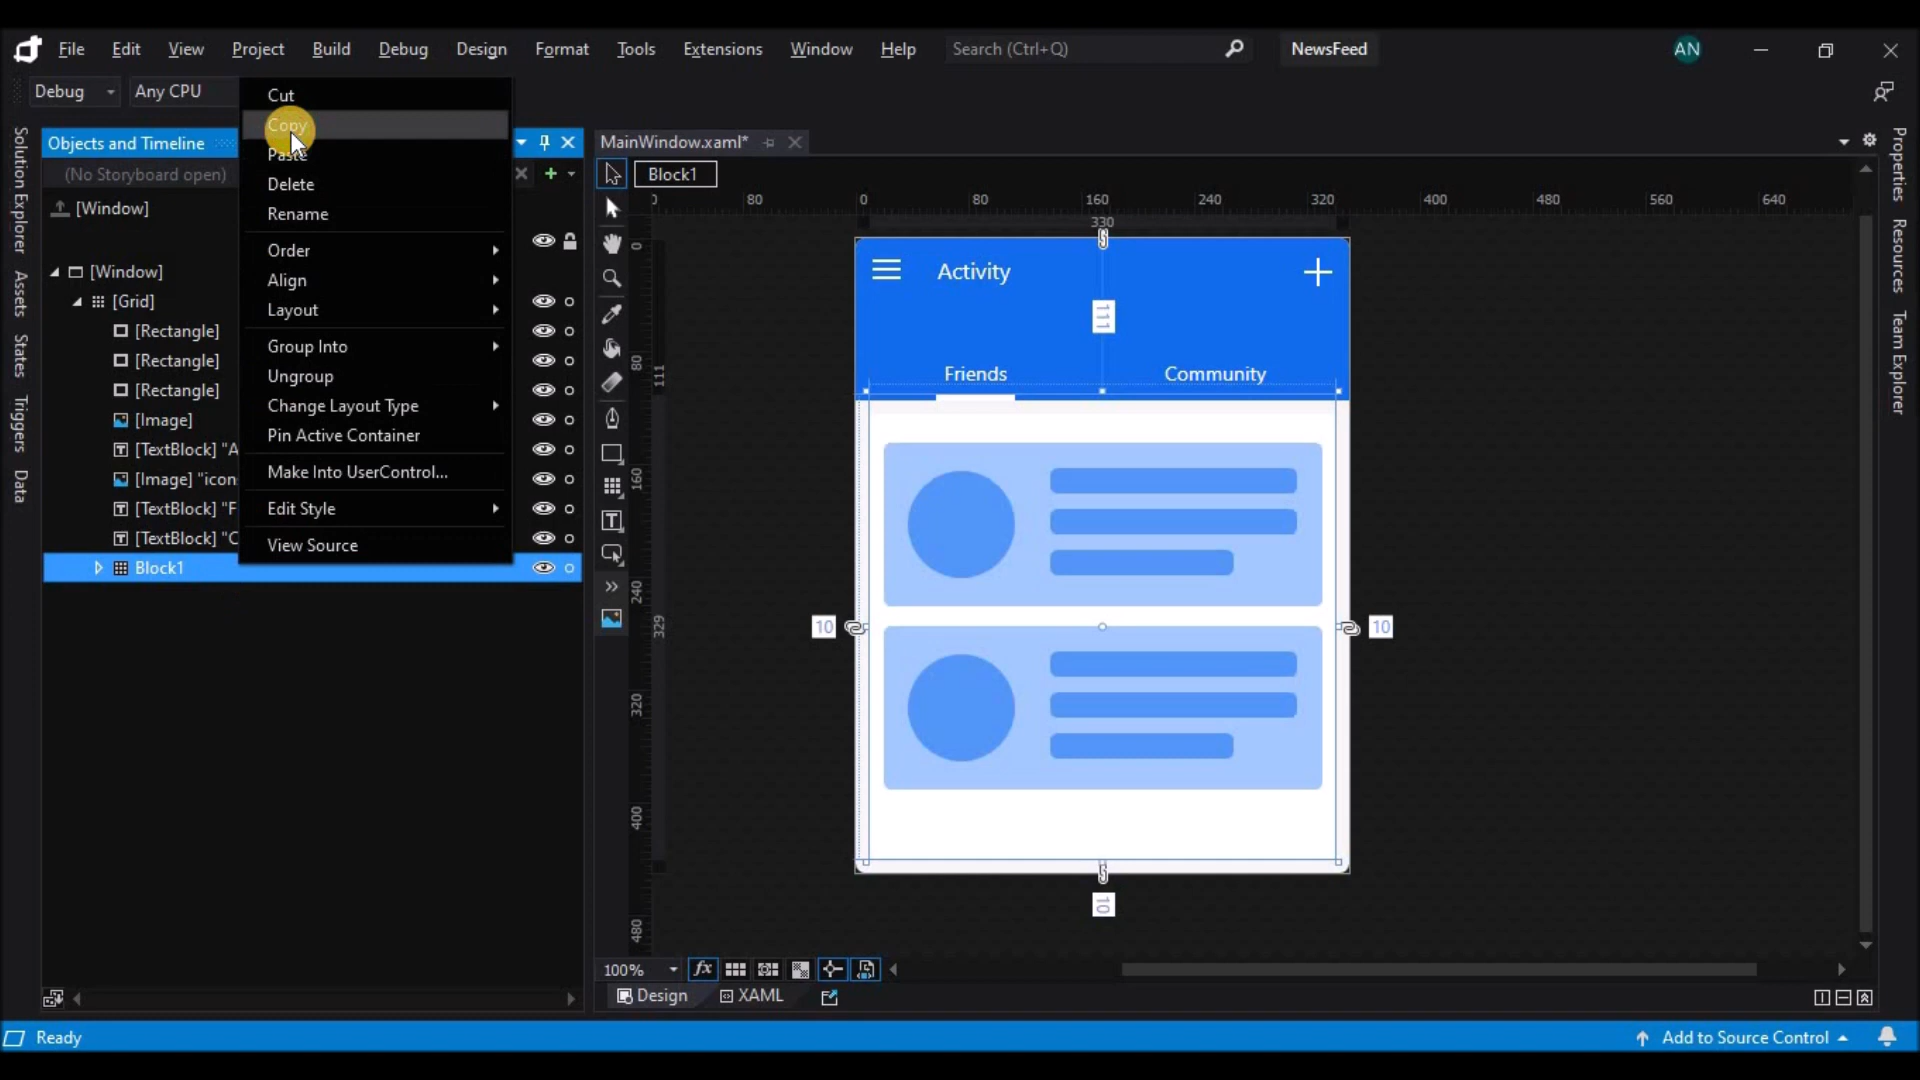 File Edit View Project Build Debug Design Format Tools Extensions Window Help Search (Ctrl+Q) NewsFeed AN
Debug Any CPU
Cut
Copy
Paste
Delete
Rename
Order
Align
Layout
Group Into
Ungroup
Change Layout Type
Pin Active Container
Make Into UserControl...
Edit Style
View Source
Solution Explorer
Assets
States
Triggers
Data
Objects and Timeline
(No Storyboard open)
[Window]
[Window]
[Grid]
[Rectangle]
[Rectangle]
[Rectangle]
[Image]
[TextBlock] "A
[Image] "icon
[TextBlock] "F
[TextBlock] "C
Block1
MainWindow.xaml*
Block1
80 0 80 160 240 320 400 480 560 640
330
0
80
111
160
240
329
320
400
480
Activity
111
Friends Community
10 10
10
100%
Design XAML
Properties
Resources
Team Explorer
Ready Add to Source Control